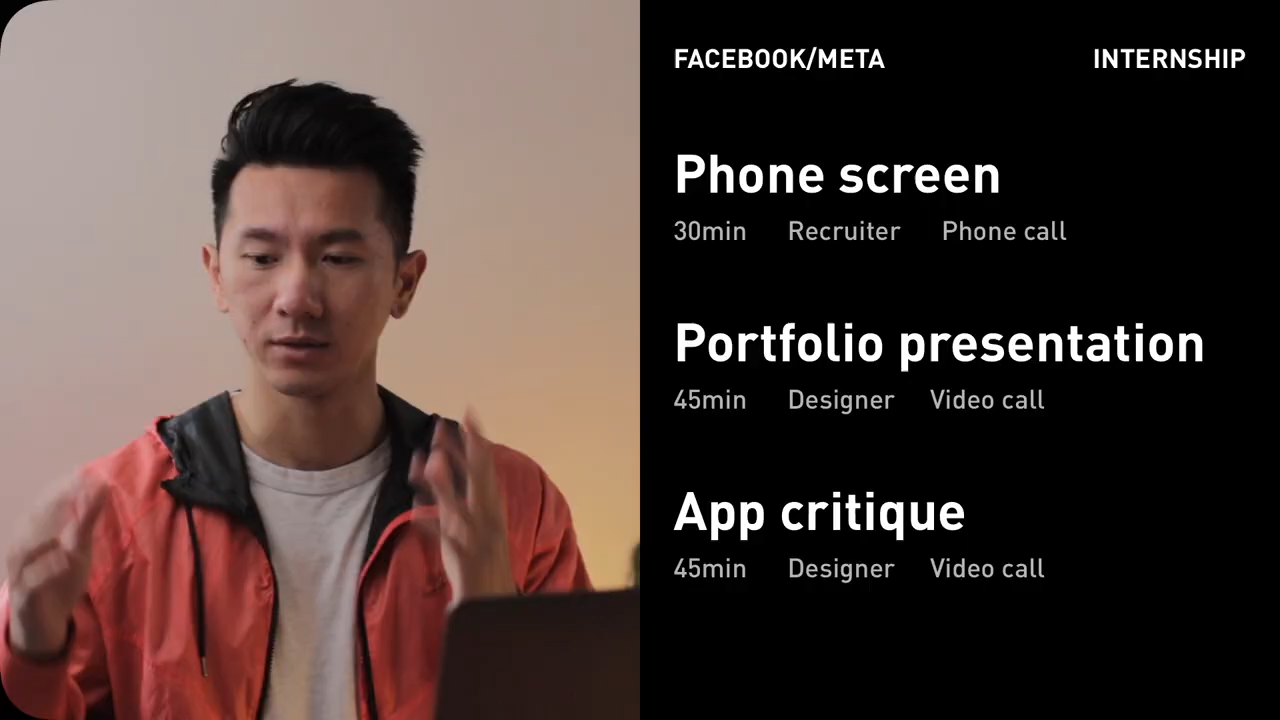 FACEBOOK/META INTERNSHIP
Phone screen
30min Recruiter Phone call
Portfolio presentation
45min Designer Video call
App critique
45min Designer Video call